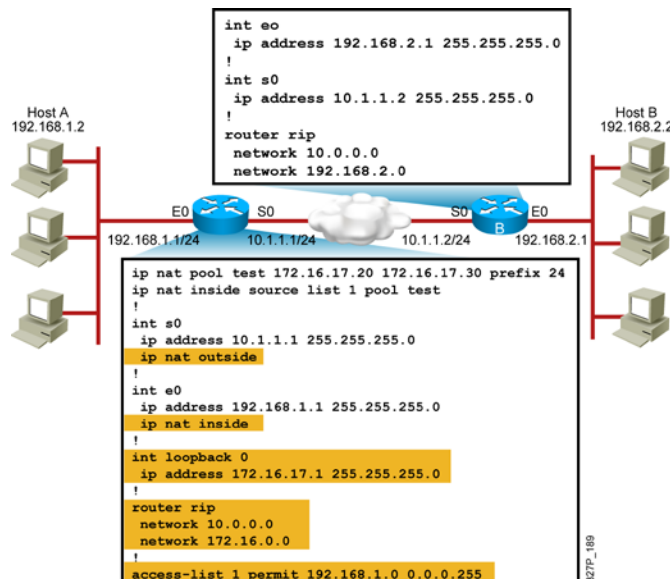 int eo
ip address 192.168.2.1 255.255.255.0
!
int s0
ip address 10.1.1.2 255.255.255.0
!
router rip
network 10.0.0.0
network 192.168.2.0
Host A
192.168.1.2
Host B
192.168.2.2
E0
S0
S0
E0
B
192.168.1.1/24
10.1.1.1/24
10.1.1.2/24
192.168.2.1
ip nat pool test 172.16.17.20 172.16.17.30 prefix 24
ip nat inside source list 1 pool test
!
int s0
ip address 10.1.1.1 255.255.255.0
ip nat outside
!
int e0
ip address 192.168.1.1 255.255.255.0
ip nat inside
!
int loopback 0
ip address 172.16.17.1 255.255.255.0
!
router rip
network 10.0.0.0
network 172.16.0.0
!
access-list 1 permit 192.168.1.0 0.0.0.255